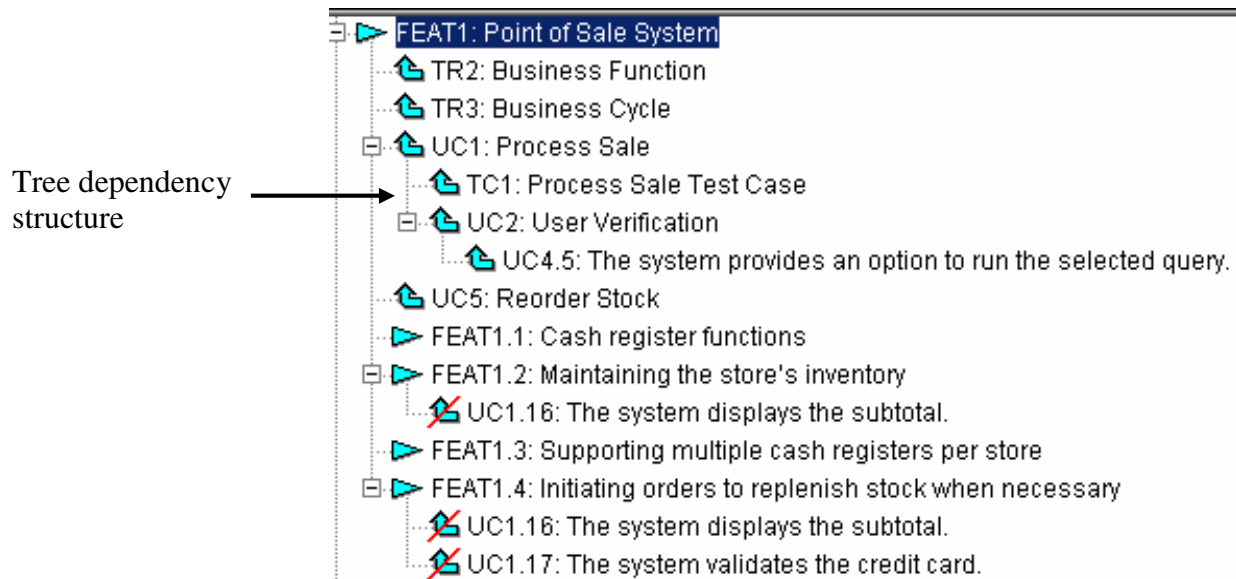 FEAT1: Point of Sale System
TR2: Business Function
TR3: Business Cycle
UC1: Process Sale
Tree dependency
structure
TC1: Process Sale Test Case
UC2: User Verification
UC4.5: The system provides an option to run the selected query.
UC5: Reorder Stock
FEAT1.1: Cash register functions
FEAT1.2: Maintaining the store's inventory
UC1.16: The system displays the subtotal.
FEAT1.3: Supporting multiple cash registers per store
FEAT1.4: Initiating orders to replenish stock when necessary
UC1.16: The system displays the subtotal.
UC1.17: The system validates the credit card.